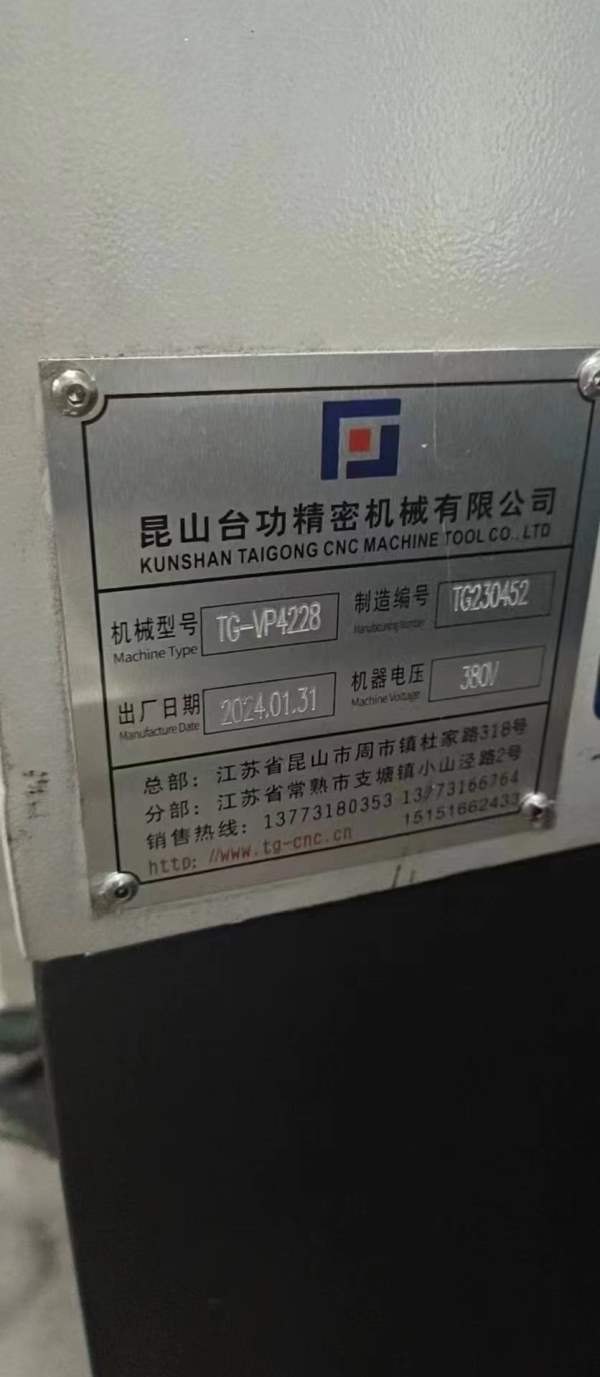 昆山台功精密机械有限公司
KUNSHAN TAIGONG CNC MACHINE TOOL CO., LTD
机械型号 TG-VP4228 制造编号 TG230452
Machine Type Manufacturing Number
出厂日期 2024.01.31 机器电压 380V
Manufacture Date Machine Voltage
总部：江苏省昆山市周市镇杜家路318号
分部：江苏省常熟市支塘镇小山泾路2号
销售热线：13773180353 13773166764
15151662433
http://www.tg-cnc.cn